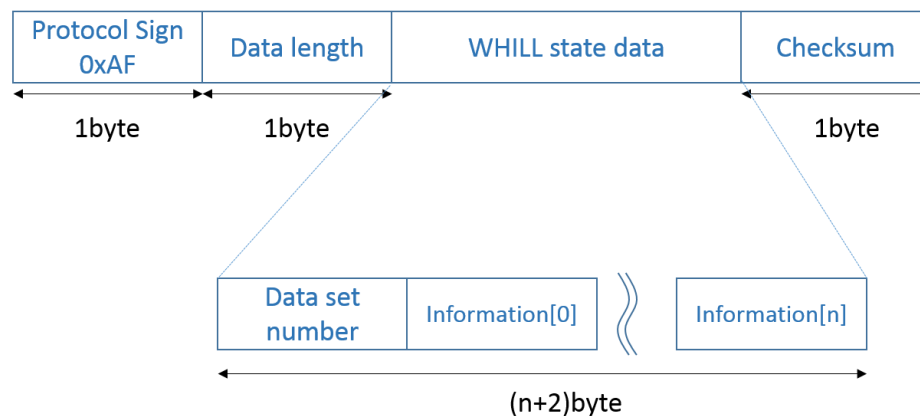 Protocol Sign
0xAF
Data length
WHILL state data
Checksum
1byte
1byte
1byte
Data set
number
Information[0]
Information[n]
(n+2)byte